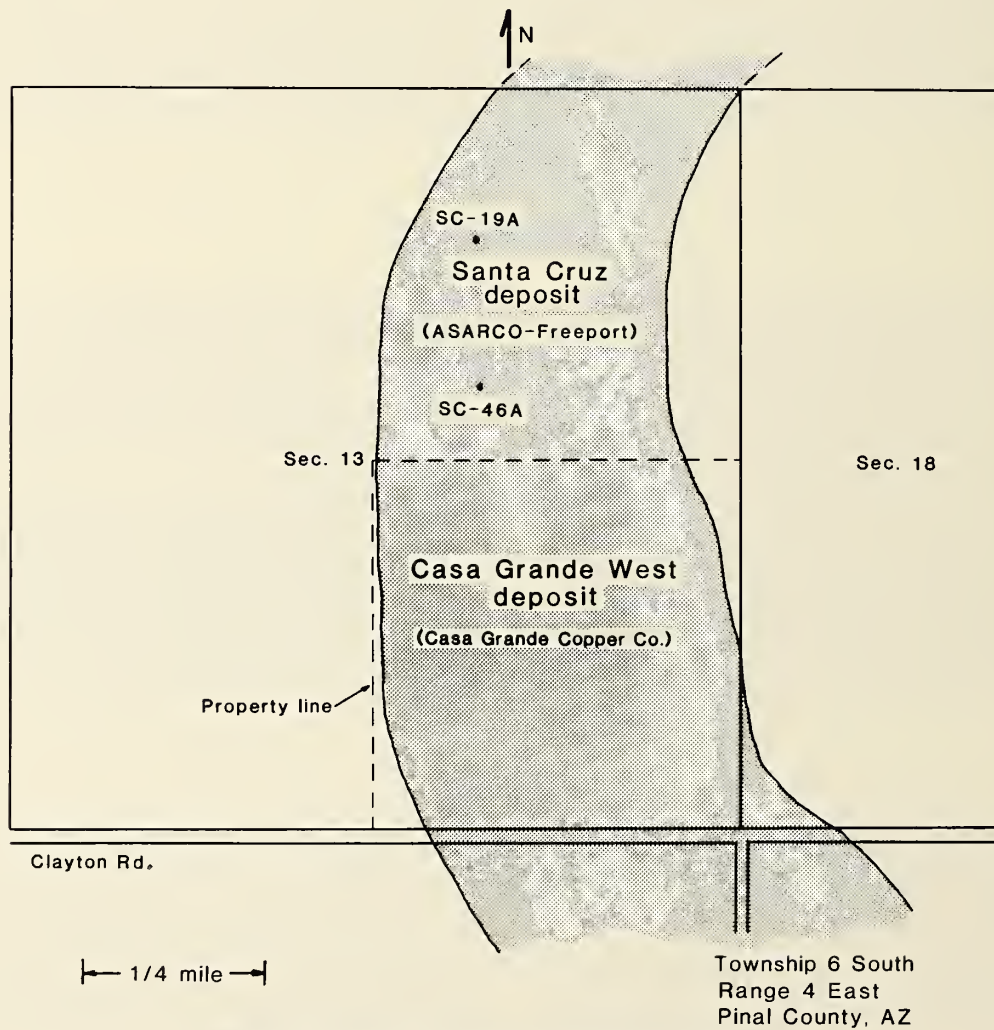 N
SC-19A
Santa Cruz
deposit
(ASARCO-Freeport)
SC-46A
Sec. 13
Sec. 18
Casa Grande West
deposit
(Casa Grande Copper Co.)
Property line
Clayton Rd.
1/4 mile
Township 6 South
Range 4 East
Pinal County, AZ